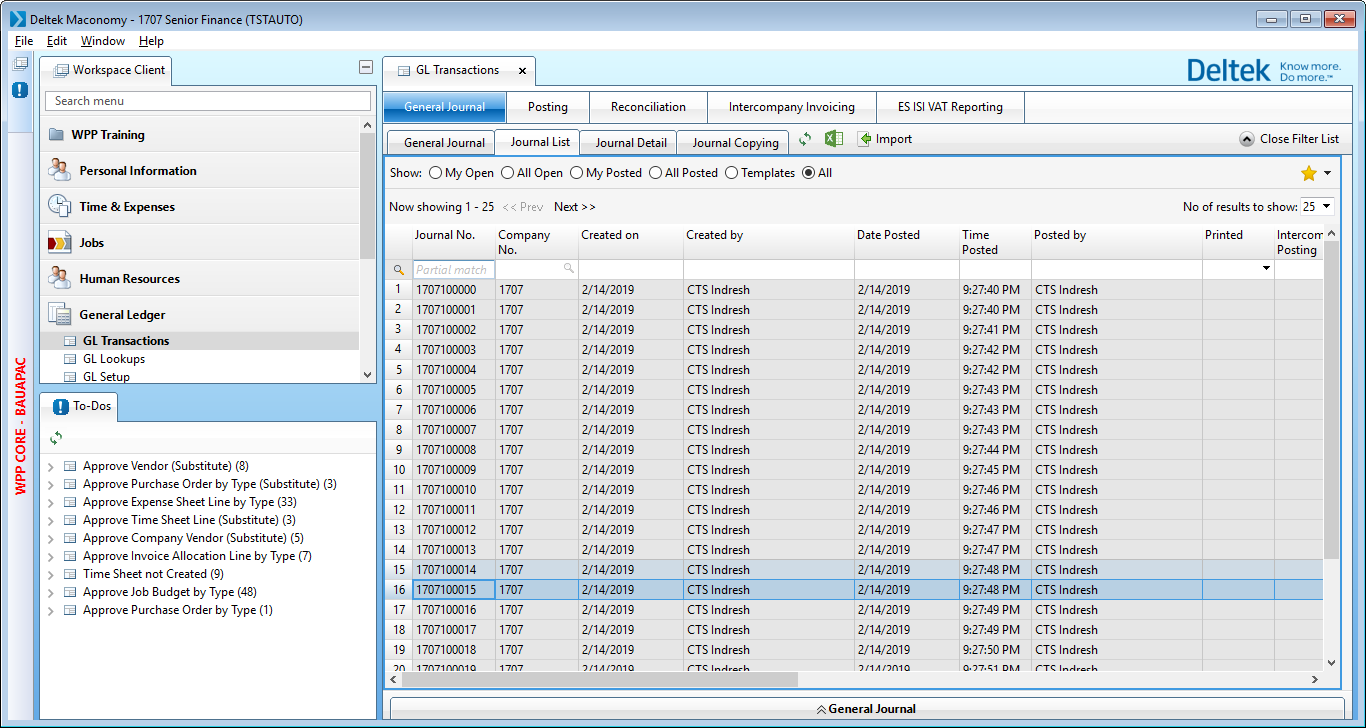 Deltek Maconomy - 1707 Senior Finance (TSTAUTO)
File Edit Window Help
Workspace Client
Search menu
WPP Training
Personal Information
Time & Expenses
Jobs
Human Resources
General Ledger
GL Transactions
GL Lookups
GL Setup
WPP CORE - BAUAPAC
To-Dos
Approve Vendor (Substitute) (8)
Approve Purchase Order by Type (Substitute) (3)
Approve Expense Sheet Line by Type (33)
Approve Time Sheet Line (Substitute) (3)
Approve Company Vendor (Substitute) (5)
Approve Invoice Allocation Line by Type (7)
Time Sheet not Created (9)
Approve Job Budget by Type (48)
Approve Purchase Order by Type (1)
GL Transactions
Deltek Know more.
Do more.™
General Journal Posting Reconciliation Intercompany Invoicing ES ISI VAT Reporting
General Journal Journal List Journal Detail Journal Copying Import Close Filter List
Show: My Open All Open My Posted All Posted Templates All
Now showing 1 - 25 << Prev Next >> No of results to show: 25
Journal No. Company No. Created on Created by Date Posted Time Posted Posted by Printed Intercom Posting
Partial match
1 1707100000 1707 2/14/2019 CTS Indresh 2/14/2019 9:27:40 PM CTS Indresh
2 1707100001 1707 2/14/2019 CTS Indresh 2/14/2019 9:27:40 PM CTS Indresh
3 1707100002 1707 2/14/2019 CTS Indresh 2/14/2019 9:27:41 PM CTS Indresh
4 1707100003 1707 2/14/2019 CTS Indresh 2/14/2019 9:27:42 PM CTS Indresh
5 1707100004 1707 2/14/2019 CTS Indresh 2/14/2019 9:27:42 PM CTS Indresh
6 1707100005 1707 2/14/2019 CTS Indresh 2/14/2019 9:27:43 PM CTS Indresh
7 1707100006 1707 2/14/2019 CTS Indresh 2/14/2019 9:27:43 PM CTS Indresh
8 1707100007 1707 2/14/2019 CTS Indresh 2/14/2019 9:27:43 PM CTS Indresh
9 1707100008 1707 2/14/2019 CTS Indresh 2/14/2019 9:27:44 PM CTS Indresh
10 1707100009 1707 2/14/2019 CTS Indresh 2/14/2019 9:27:45 PM CTS Indresh
11 1707100010 1707 2/14/2019 CTS Indresh 2/14/2019 9:27:46 PM CTS Indresh
12 1707100011 1707 2/14/2019 CTS Indresh 2/14/2019 9:27:46 PM CTS Indresh
13 1707100012 1707 2/14/2019 CTS Indresh 2/14/2019 9:27:47 PM CTS Indresh
14 1707100013 1707 2/14/2019 CTS Indresh 2/14/2019 9:27:47 PM CTS Indresh
15 1707100014 1707 2/14/2019 CTS Indresh 2/14/2019 9:27:48 PM CTS Indresh
16 1707100015 1707 2/14/2019 CTS Indresh 2/14/2019 9:27:48 PM CTS Indresh
17 1707100016 1707 2/14/2019 CTS Indresh 2/14/2019 9:27:49 PM CTS Indresh
18 1707100017 1707 2/14/2019 CTS Indresh 2/14/2019 9:27:49 PM CTS Indresh
19 1707100018 1707 2/14/2019 CTS Indresh 2/14/2019 9:27:50 PM CTS Indresh
20 1707100019 1707 2/14/2019 CTS Indresh 2/14/2019 9:27:51 PM CTS Indresh
General Journal